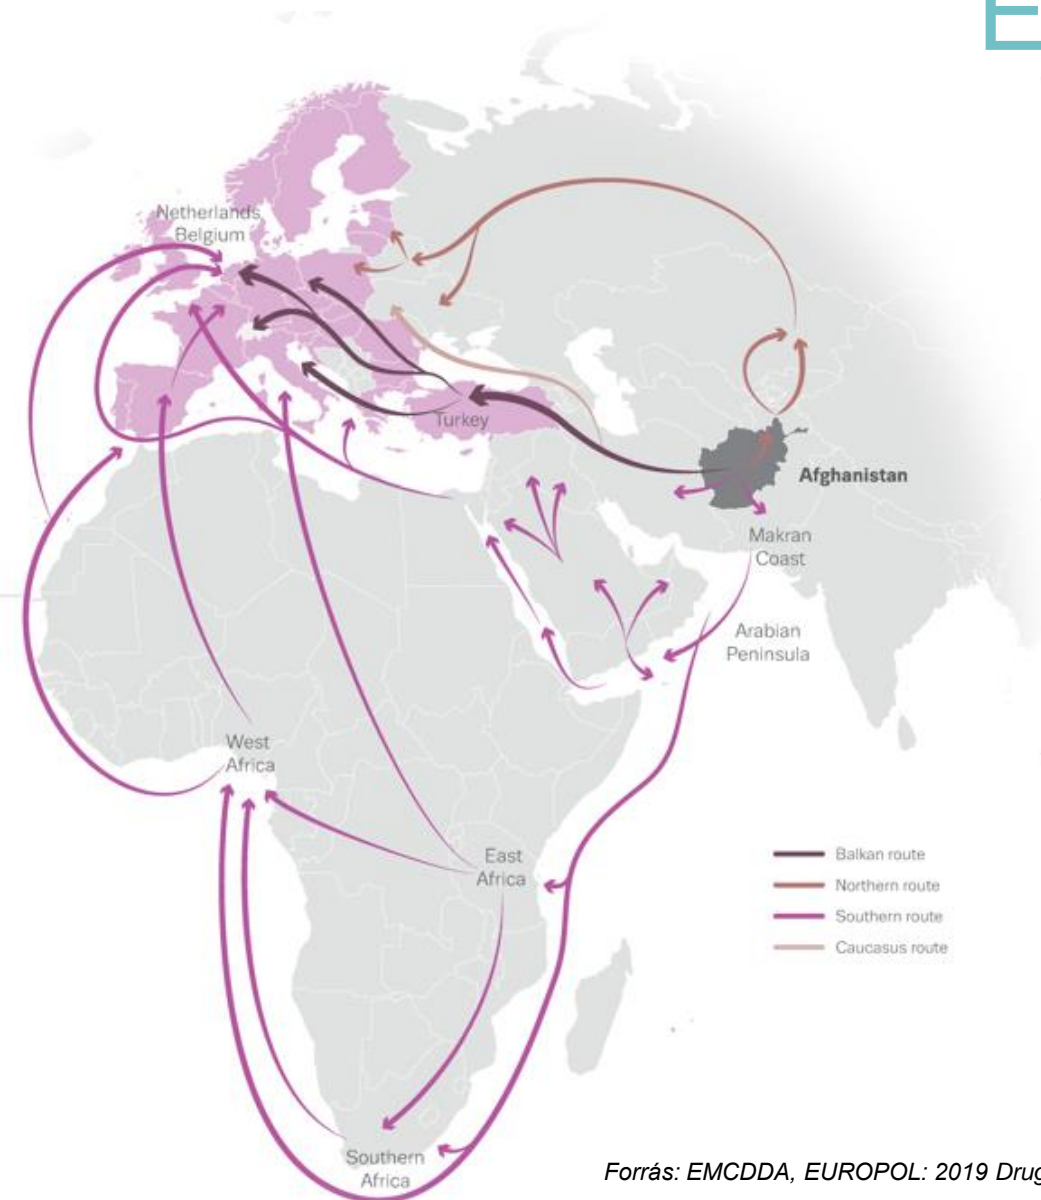 E
Netherlands
Belgium
Turkey
Afghanistan
Makran
Coast
Arabian
Peninsula
West
Africa
East
Africa
Balkan route
Northern route
Southern route
Caucasus route
Southern
Africa
Forrás: EMCDDA, EUROPOL: 2019 Drug